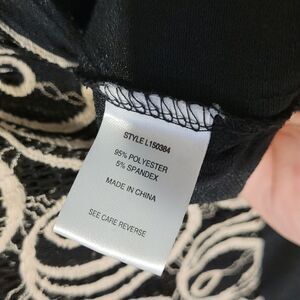 STYLE L150384
95% POLYESTER
5% SPANDEX
MADE IN CHINA
SEE CARE REVERSE